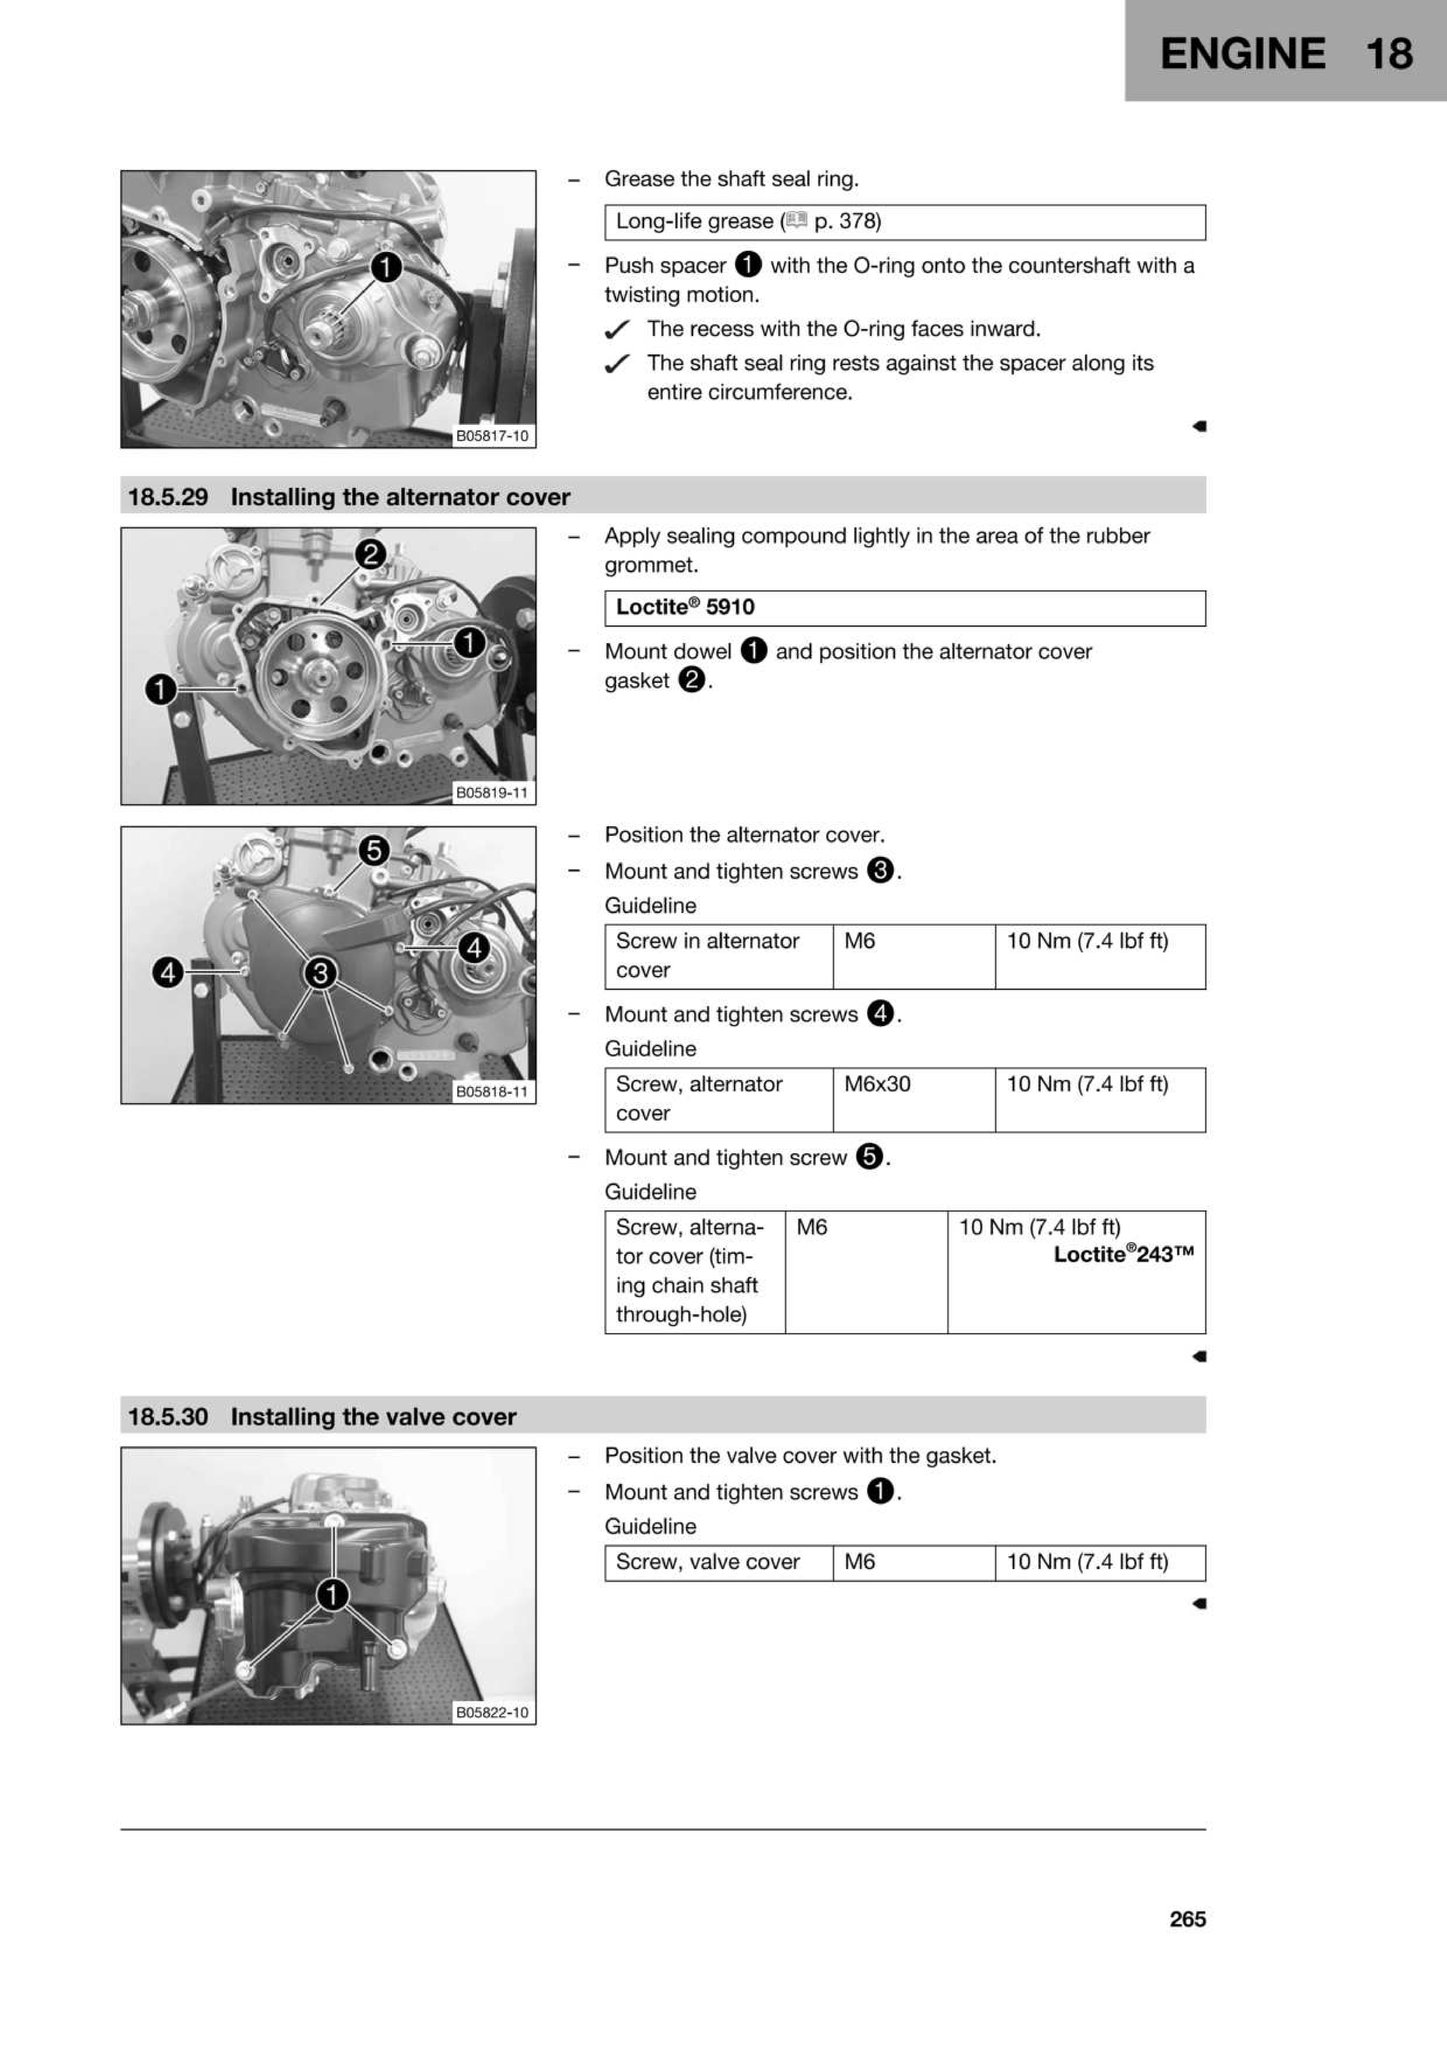 ENGINE 18
– Grease the shaft seal ring.
Long-life grease ( p. 378)
– Push spacer 1 with the O-ring onto the countershaft with a
twisting motion.
✓ The recess with the O-ring faces inward.
✓ The shaft seal ring rests against the spacer along its
entire circumference.
1
B05817-10
18.5.29 Installing the alternator cover
2
1
1
B05819-11
– Apply sealing compound lightly in the area of the rubber
grommet.
Loctite® 5910
– Mount dowel 1 and position the alternator cover
gasket 2.
5
4
4
3
B05818-11
– Position the alternator cover.
– Mount and tighten screws 3.
Guideline
Screw in alternator M6 10 Nm (7.4 lbf ft)
cover
– Mount and tighten screws 4.
Guideline
Screw, alternator M6x30 10 Nm (7.4 lbf ft)
cover
– Mount and tighten screw 5.
Guideline
Screw, alterna- M6 10 Nm (7.4 lbf ft)
tor cover (tim- Loctite®243™
ing chain shaft
through-hole)
18.5.30 Installing the valve cover
1
B05822-10
– Position the valve cover with the gasket.
– Mount and tighten screws 1.
Guideline
Screw, valve cover M6 10 Nm (7.4 lbf ft)
265